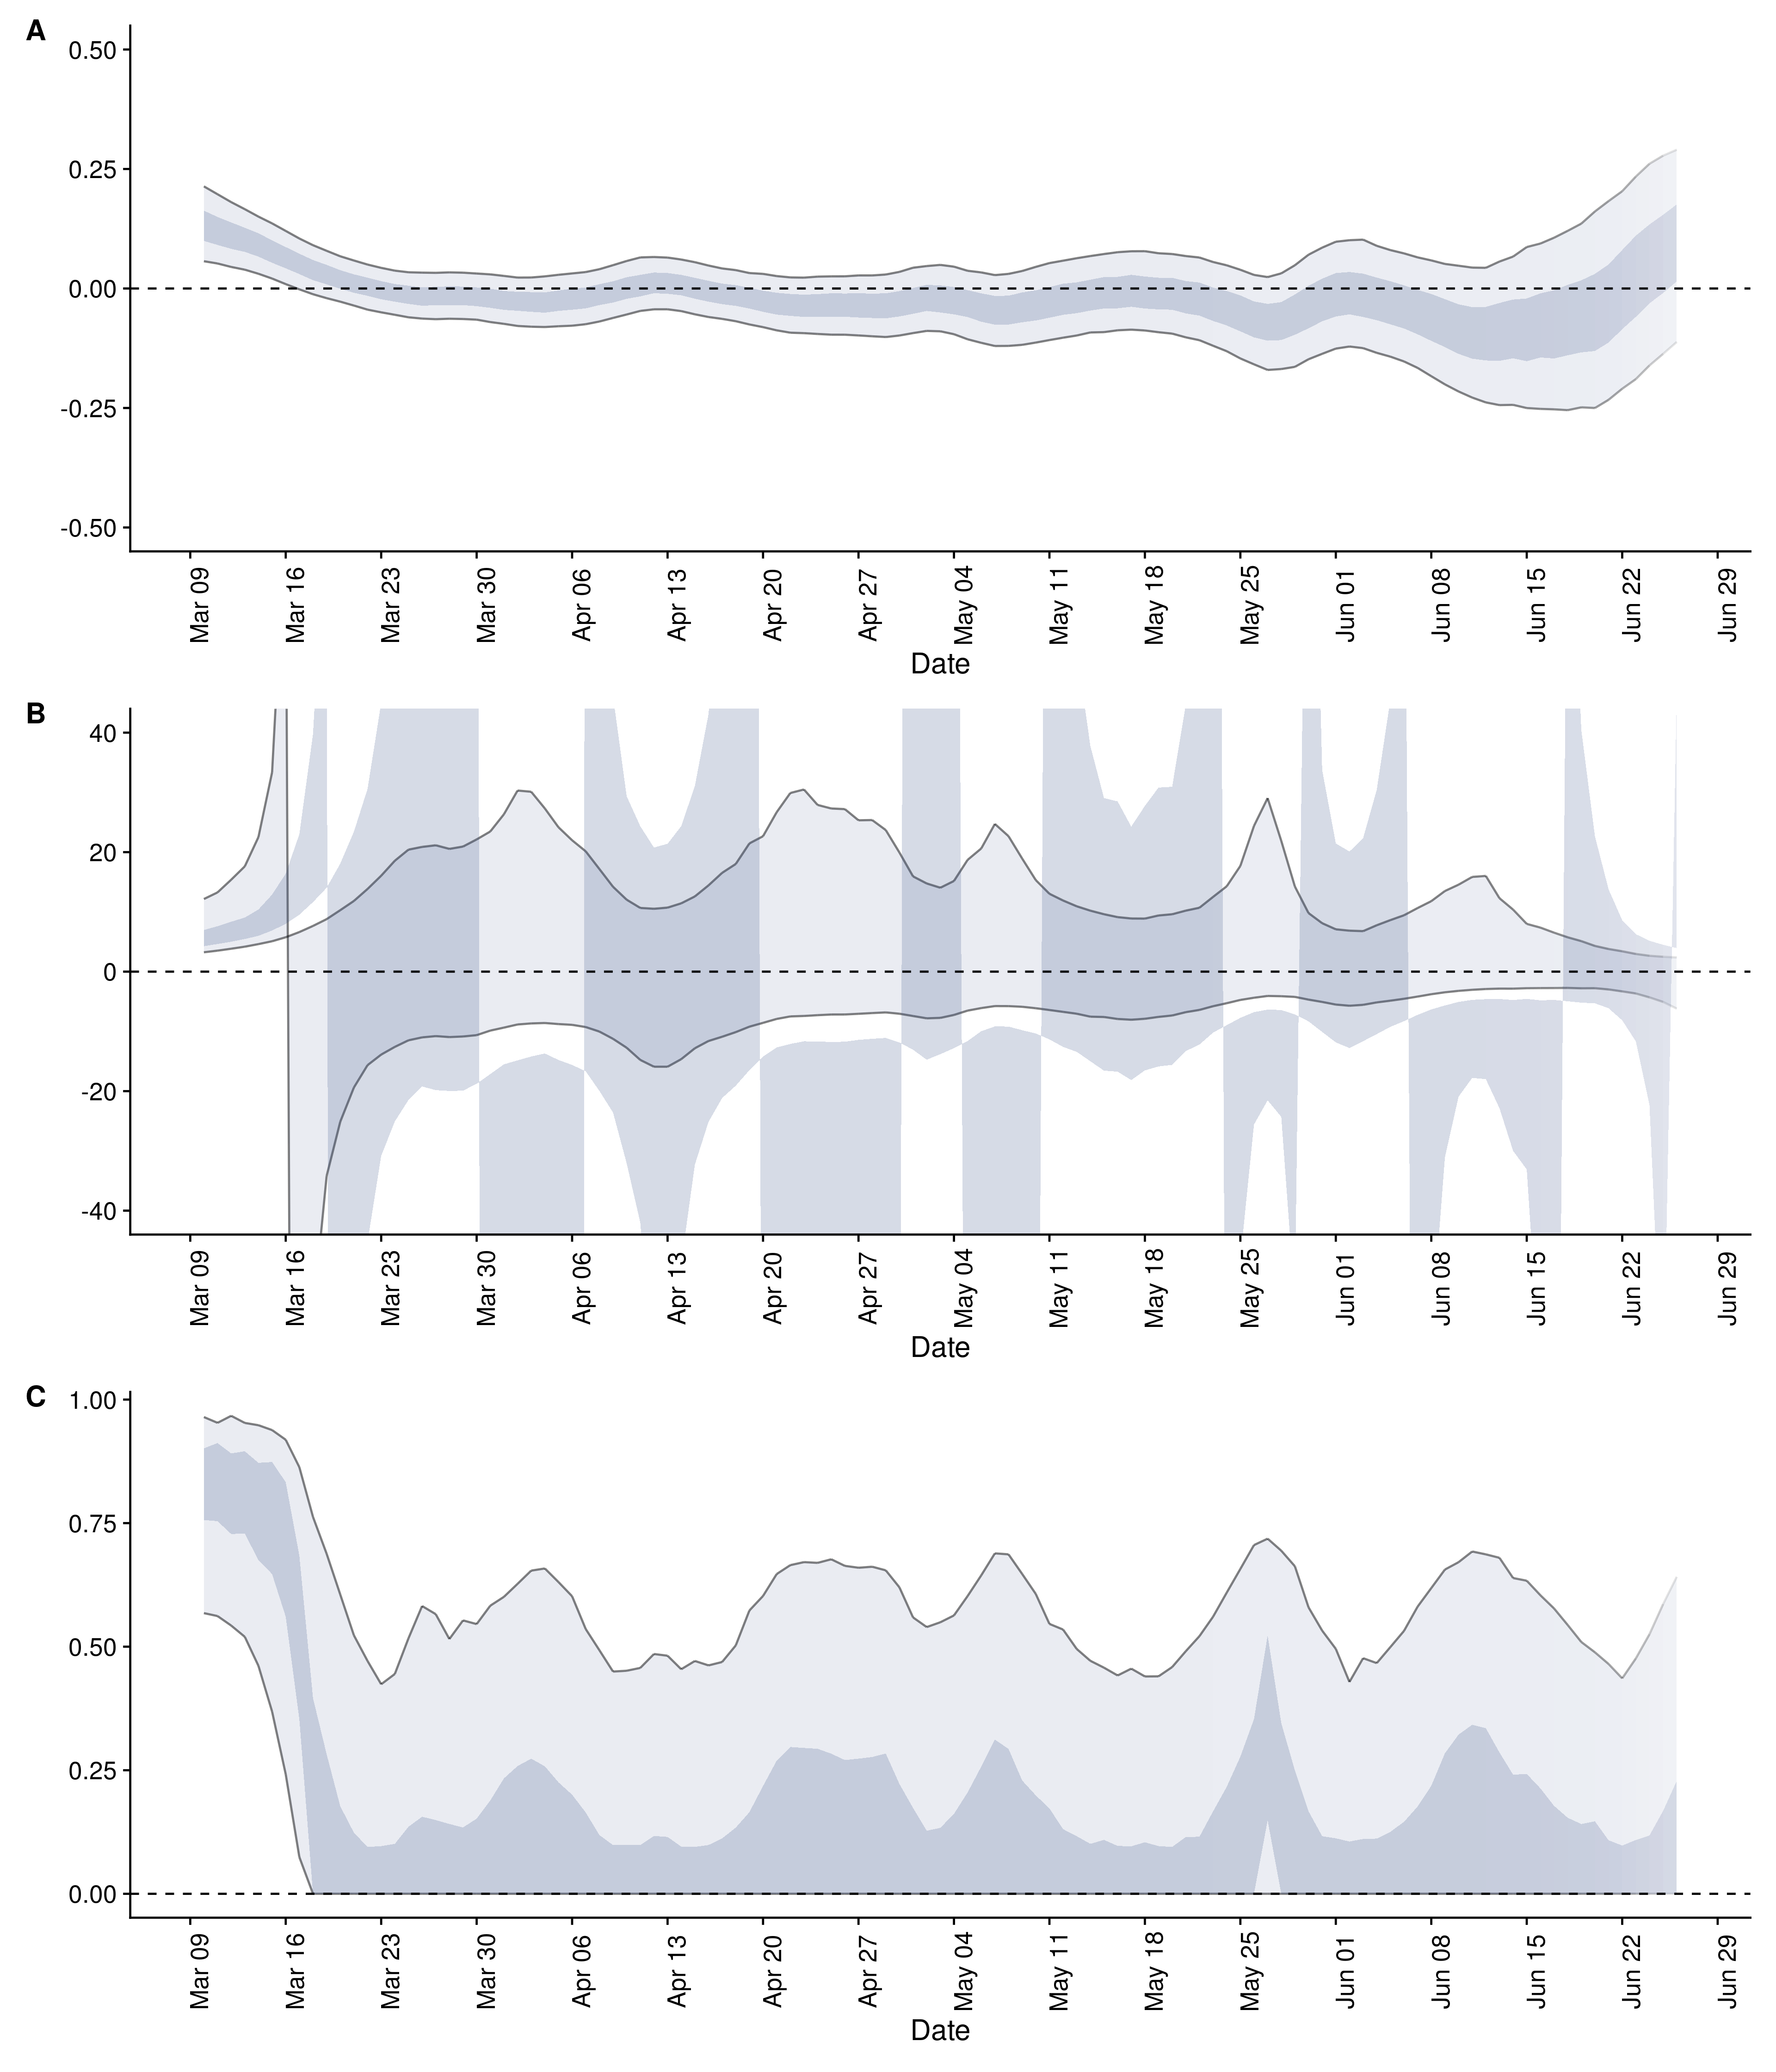 A
0.50
0.25
0.00
-0.25
-0.50
Mar 09
Mar 16
Mar 23
Mar 30
Apr 06
Apr 13
Apr 20
Apr 27
May 04
May 11
May 18
May 25
Jun 01
Jun 08
Jun 15
Jun 22
Jun 29
Date
B
40
20
0
-20
-40
Mar 09
Mar 16
Mar 23
Mar 30
Apr 06
Apr 13
Apr 20
Apr 27
May 04
May 11
May 18
May 25
Jun 01
Jun 08
Jun 15
Jun 22
Jun 29
Date
C
1.00
0.75
0.50
0.25
0.00
Mar 09
Mar 16
Mar 23
Mar 30
Apr 06
Apr 13
Apr 20
Apr 27
May 04
May 11
May 18
May 25
Jun 01
Jun 08
Jun 15
Jun 22
Jun 29
Date